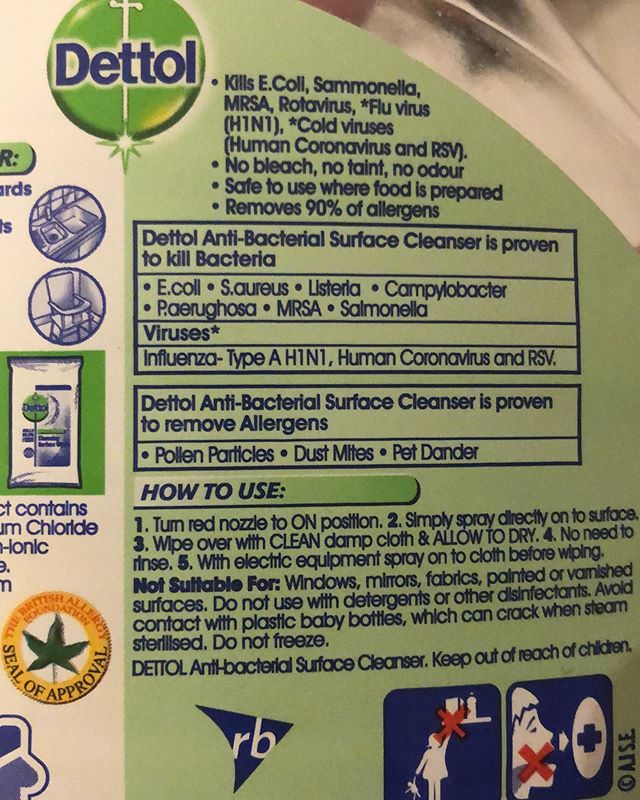 Dettol
• Kills E.Coli, Sammonella,
MRSA, Rotavirus, *Flu virus
(H1N1), *Cold viruses
(Human Coronavirus and RSV).
• No bleach, no taint, no odour
• Safe to use where food is prepared
• Removes 90% of allergens
R:
ards
ts
Dettol Anti-Bacterial Surface Cleanser is proven
to kill Bacteria
• E.coli • S.aureus • Listeria • Campylobacter
• P.aerughosa • MRSA • Salmonella
Viruses*
Influenza- Type A H1N1, Human Coronavirus and RSV.
Dettol
Dettol Anti-Bacterial Surface Cleanser is proven
to remove Allergens
• Pollen Particles • Dust Mites • Pet Dander
HOW TO USE:
ct contains
um Chloride
n-ionic
e.
m
1. Turn red nozzle to ON position. 2. Simply spray directly on to surface.
3. Wipe over with CLEAN damp cloth & ALLOW TO DRY. 4. No need to
rinse. 5. With electric equipment spray on to cloth before wiping.
Not Suitable For: Windows, mirrors, fabrics, painted or varnished
surfaces. Do not use with detergents or other disinfectants. Avoid
contact with plastic baby bottles, which can crack when steam
sterilised. Do not freeze.
DETTOL Anti-bacterial Surface Cleanser. Keep out of reach of children.
THE BRITISH ALLERGY
FOUNDATION
SEAL OF APPROVAL
rb
© A.I.S.E